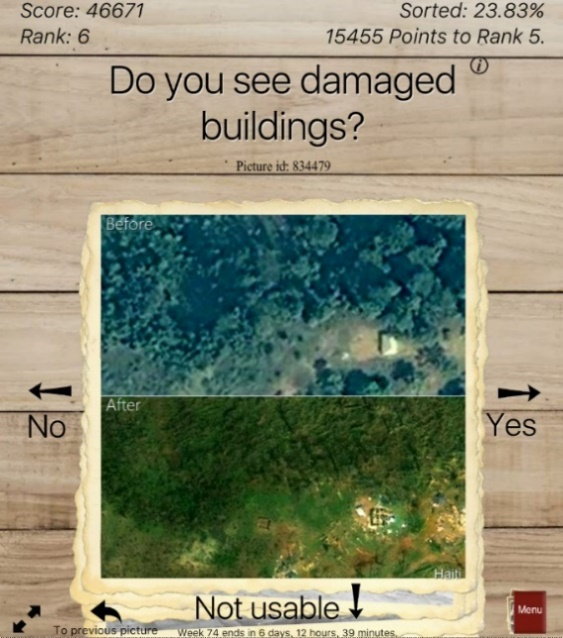 Score: 46671
Sorted: 23.83%
Rank: 6
15455 Points to Rank 5.
Do you see damaged
buildings?
Picture id: 834479
Before
After
No
Yes
Haiti
Not usable
Menu
To previous picture
Week 74 ends in 6 days, 12 hours, 39 minutes.